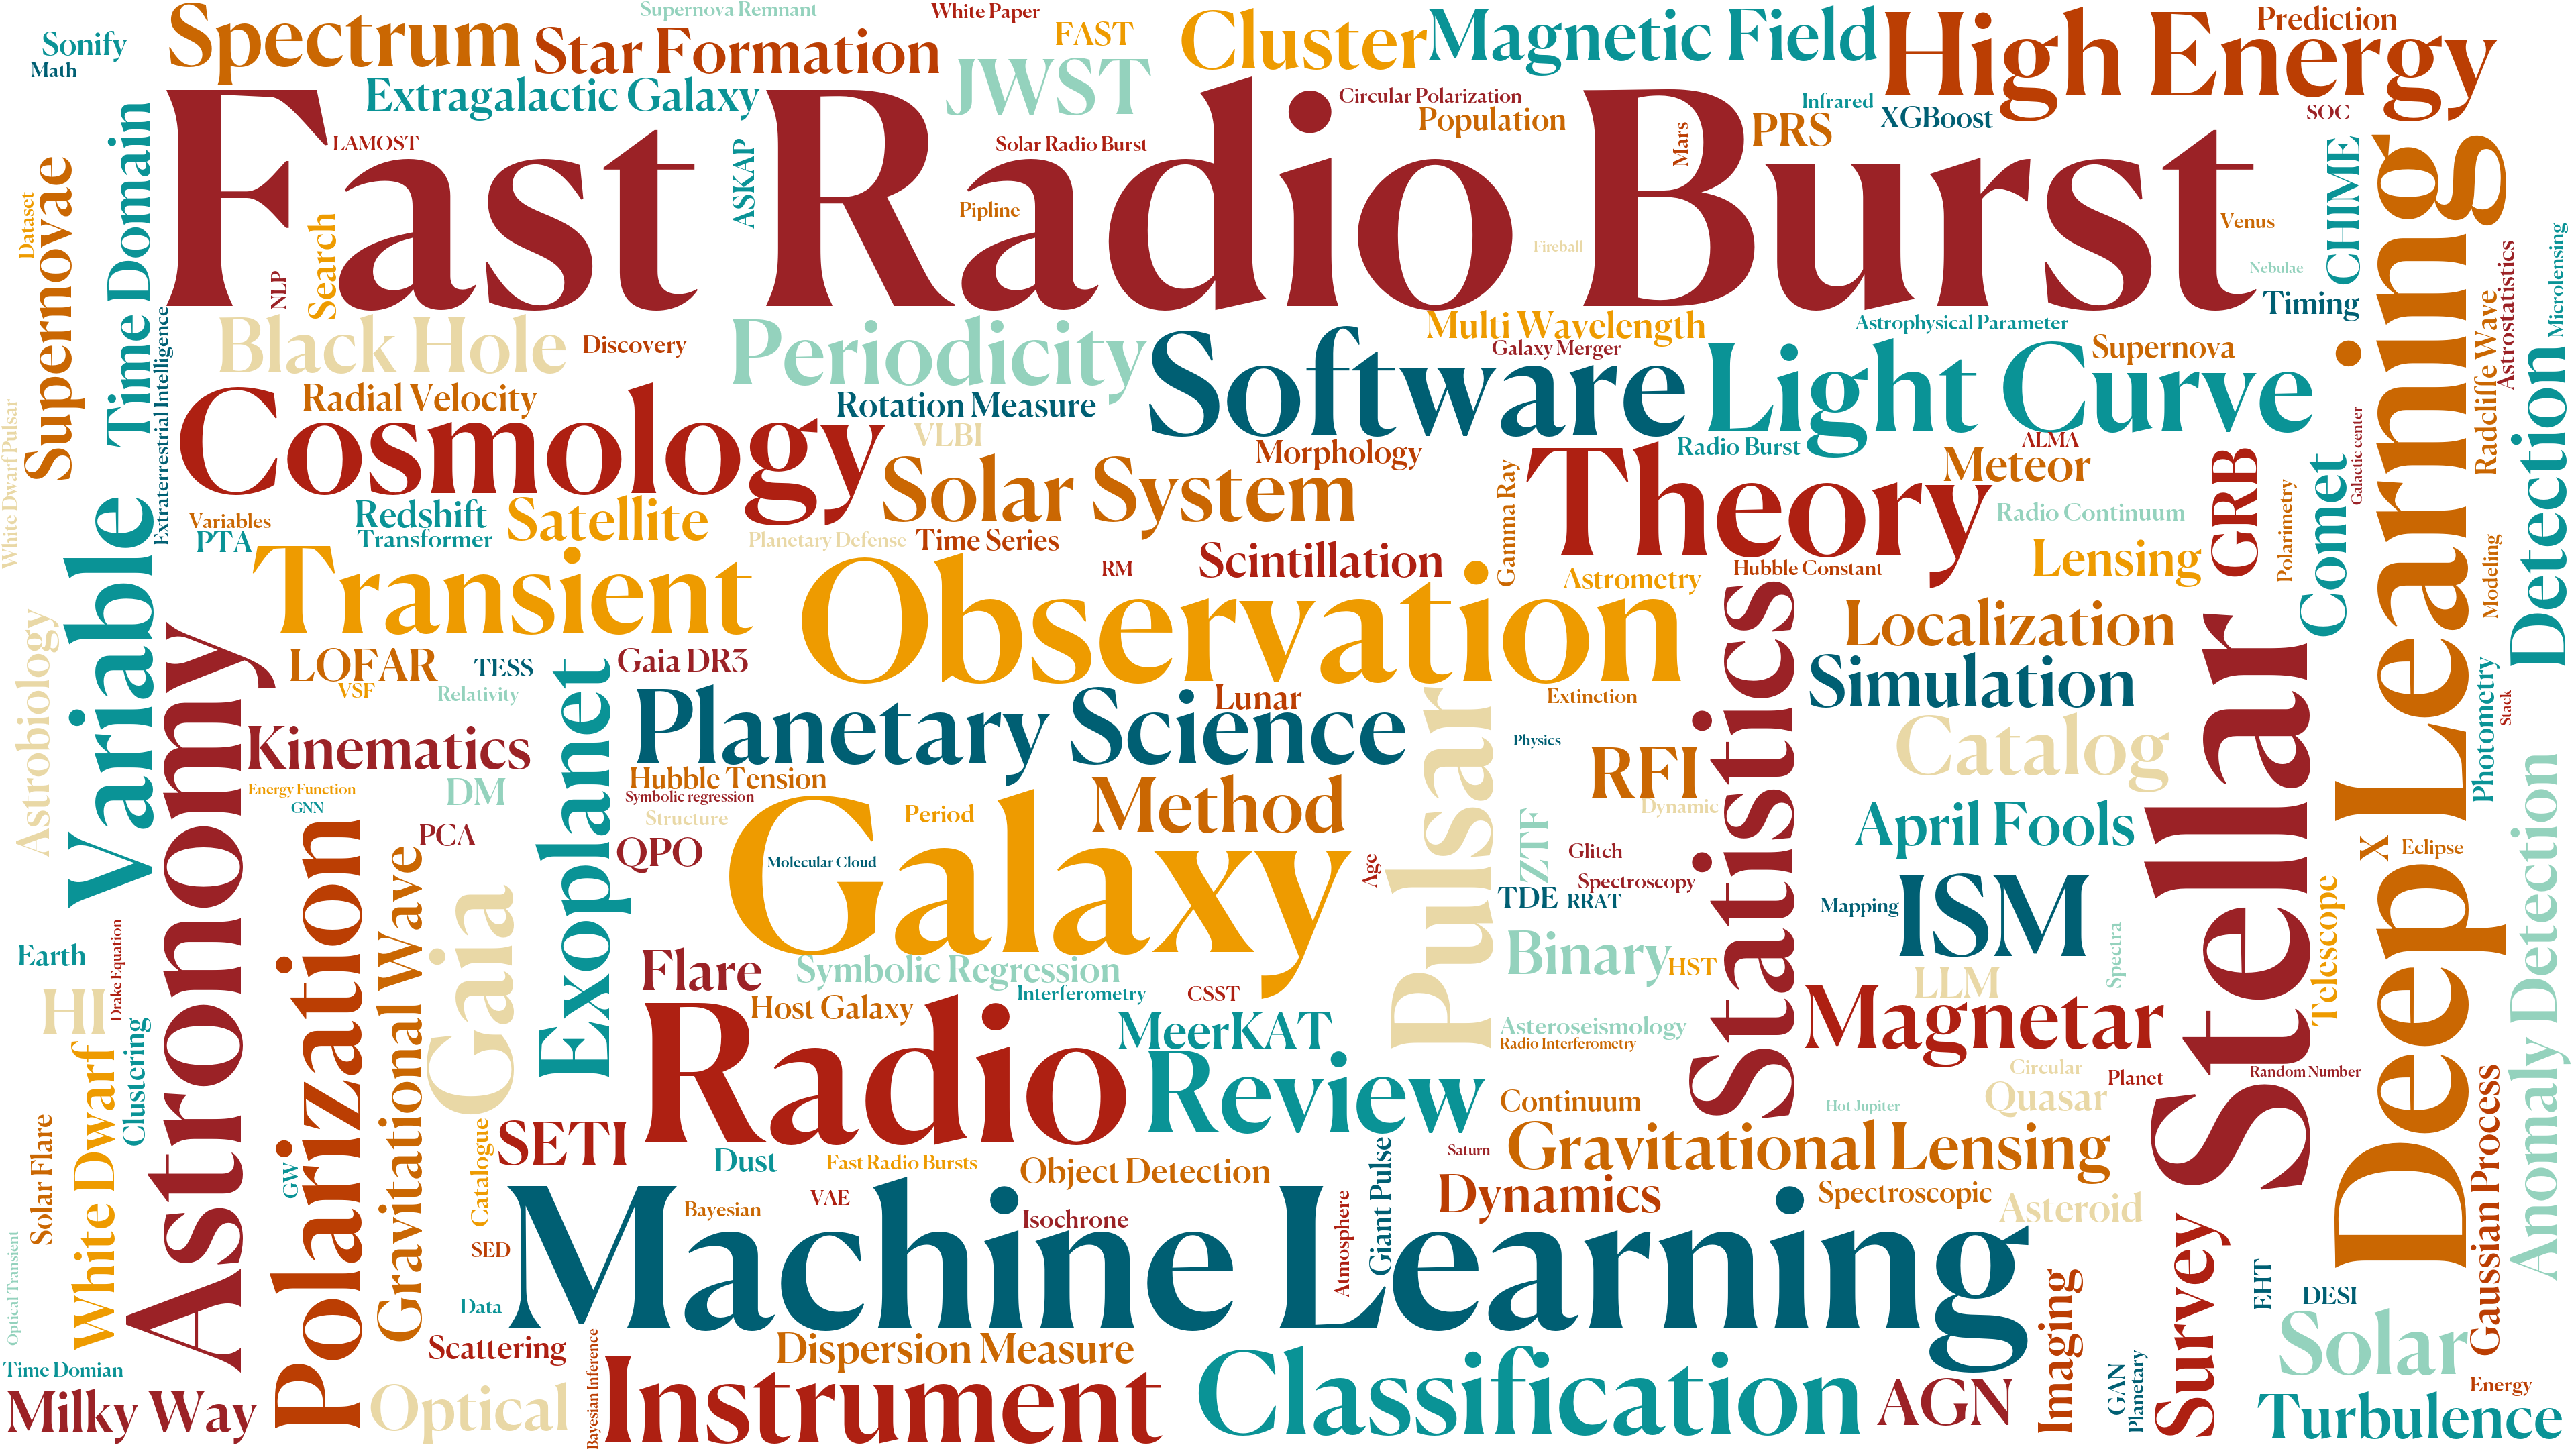 Supernova Remnant
White Paper
Prediction
Sonify
Math
Spectrum
Star Formation
FAST
Cluster
Magnetic Field
High Energy
Extragalactic Galaxy
JWST
Circular Polarization
Population
Infrared
XGBoost
SOC
PRS
Mars
LAMOST
ASKAP
Solar Radio Burst
Fast Radio Burst
Pipline
Fireball
Venus
Nebulae
CHIME
Timing
Microlensing
Astrostatistics
Radcliffe Wave
Dataset
Supernovae
Time Domain
NLP
Search
Extraterrestrial Intelligence
Black Hole
Discovery
Periodicity
Multi Wavelength
Galaxy Merger
Astrophysical Parameter
Supernova
Software
Light Curve
Radial Velocity
Rotation Measure
Cosmology
VLBI
Morphology
Radio Burst
ALMA
Galactic center
White Dwarf Pulsar
Solar System
Gamma Ray
Theory
Meteor
GRB
Polarimetry
Comet
Deep Learning
Detection
Variables
PTA
Redshift
Transformer
Satellite
Planetary Defense
Time Series
RM
Scintillation
Radio Continuum
Lensing
Hubble Constant
Astrometry
Modeling
Variable
Transient
Observation
Localization
Astrobiology
Astronomy
LOFAR
VSF
TESS
Relativity
Gaia DR3
Exoplanet
Planetary Science
Lunar
Extinction
Pulsar
Statistics
Simulation
Stellar
Photometry
Stack
Kinematics
Energy Function
GNN
DM
PCA
Hubble Tension
Symbolic regression
Structure
QPO
Method
Physics
RFI
Dynamic
Catalog
April Fools
X
Eclipse
Period
Molecular Cloud
Galaxy
Age
ZTF
Glitch
Spectroscopy
TDE
RRAT
Mapping
ISM
Spectra
Telescope
Anomaly Detection
Polarization
Gravitational Wave
Gaia
Earth
Drake Equation
HI
Clustering
White Dwarf
Flare
Symbolic Regression
Interferometry
CSST
Host Galaxy
Binary
HST
LLM
Magnetar
MeerKAT
Asteroseismology
Radio Interferometry
Radio
Review
Circular
Quasar
Planet
Random Number
Continuum
Hot Jupiter
Solar Flare
GW
Catalogue
SETI
Dust
Fast Radio Bursts
Object Detection
Giant Pulse
Saturn
Gravitational Lensing
Gaussian Process
Optical Transient
SED
Data
Bayesian
VAE
Isochrone
Atmosphere
Dynamics
Spectroscopic
Asteroid
Survey
EHT
DESI
Machine Learning
Imaging
Solar
Scattering
Bayesian Inference
Dispersion Measure
Time Domian
Milky Way
Optical
Instrument
Classification
AGN
GAN
Planetary
Energy
Turbulence